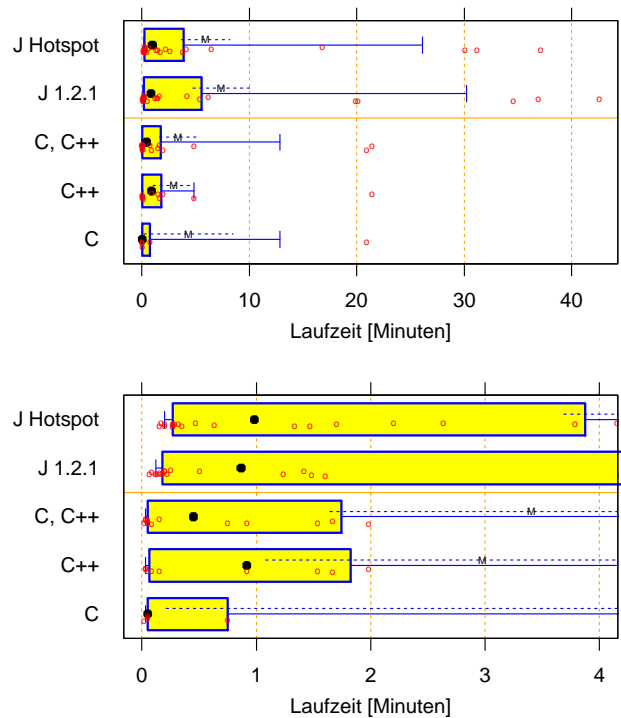 J Hotspot
M
J 1.2.1
M
C, C++
M
C++
M
C
M
0 10 20 30 40
Laufzeit [Minuten]
J Hotspot
J 1.2.1
C, C++
M
C++
M
C
0 1 2 3 4
Laufzeit [Minuten]